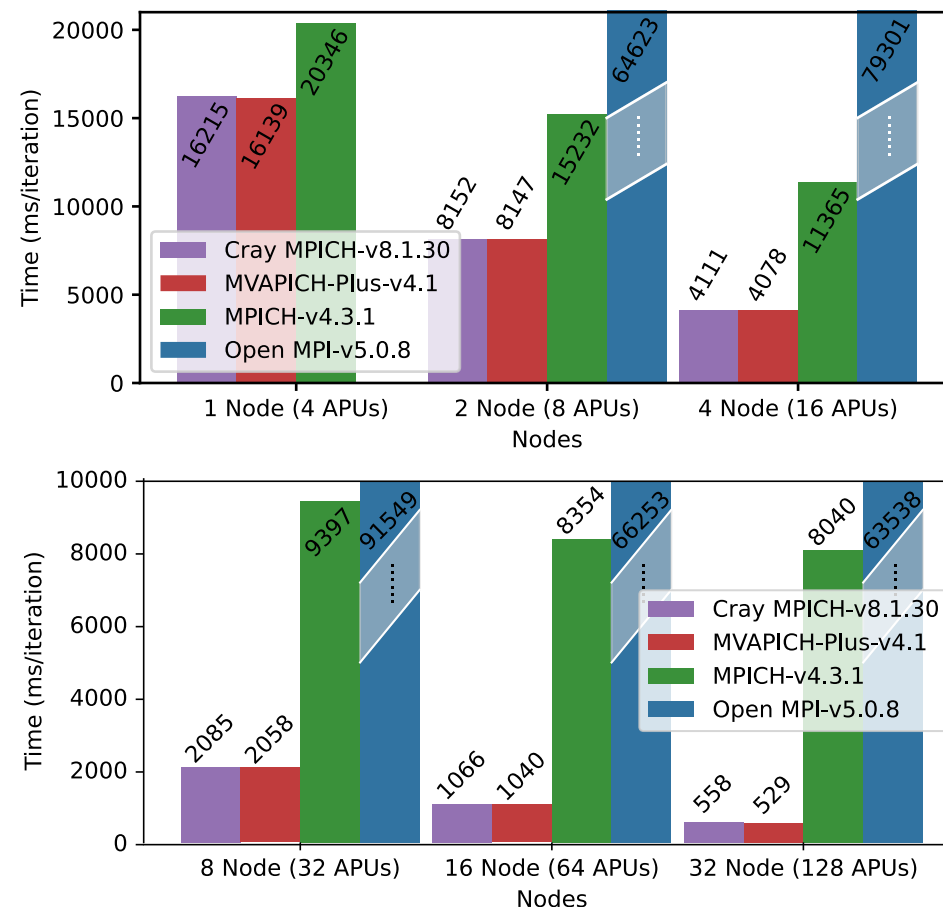 20000
15000
10000
5000
0
Time (ms/iteration)
16215
16139
20346
8152
8147
15232
64623
4111
4078
11365
79301
Cray MPICH-v8.1.30
MVAPICH-Plus-v4.1
MPICH-v4.3.1
Open MPI-v5.0.8
1 Node (4 APUs)
2 Node (8 APUs)
4 Node (16 APUs)
Nodes
10000
8000
6000
4000
2000
0
Time (ms/iteration)
2085
2058
9397
91549
1066
1040
8354
66253
558
529
8040
63538
Cray MPICH-v8.1.30
MVAPICH-Plus-v4.1
MPICH-v4.3.1
Open MPI-v5.0.8
8 Node (32 APUs)
16 Node (64 APUs)
32 Node (128 APUs)
Nodes